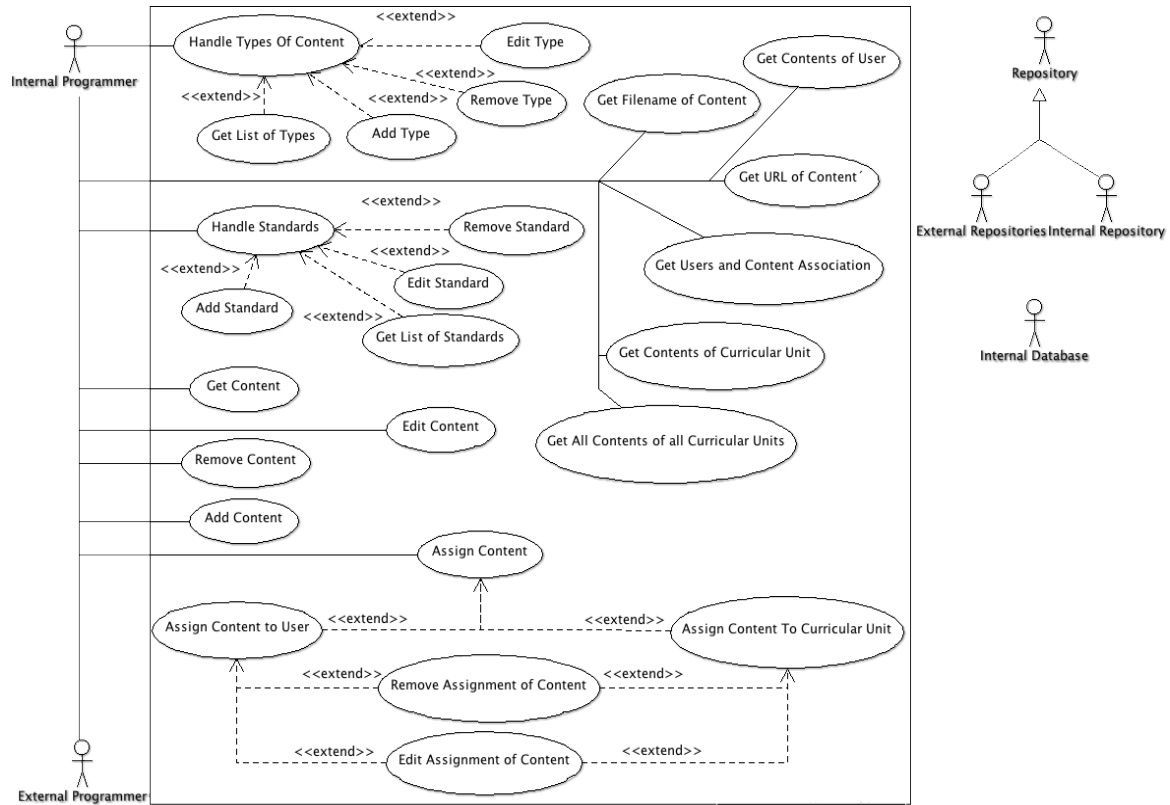 <<extend>>
Handle Types Of Content
Edit Type
Internal Programmer
<<extend>>
<<extend>>
Remove Type
<<extend>>
Get List of Types
Add Type
Get Contents of User
Get Filename of Content
Get URL of Content´
Repository
External Repositories
Internal Repository
<<extend>>
Handle Standards
Remove Standard
<<extend>>
Edit Standard
Add Standard
<<extend>>
Get List of Standards
Get Users and Content Association
Internal Database
Get Contents of Curricular Unit
Get Content
Edit Content
Get All Contents of all Curricular Units
Remove Content
Add Content
Assign Content
Assign Content to User
<<extend>>
<<extend>>
Assign Content To Curricular Unit
<<extend>>
Remove Assignment of Content
<<extend>>
<<extend>>
Edit Assignment of Content
<<extend>>
External Programmer